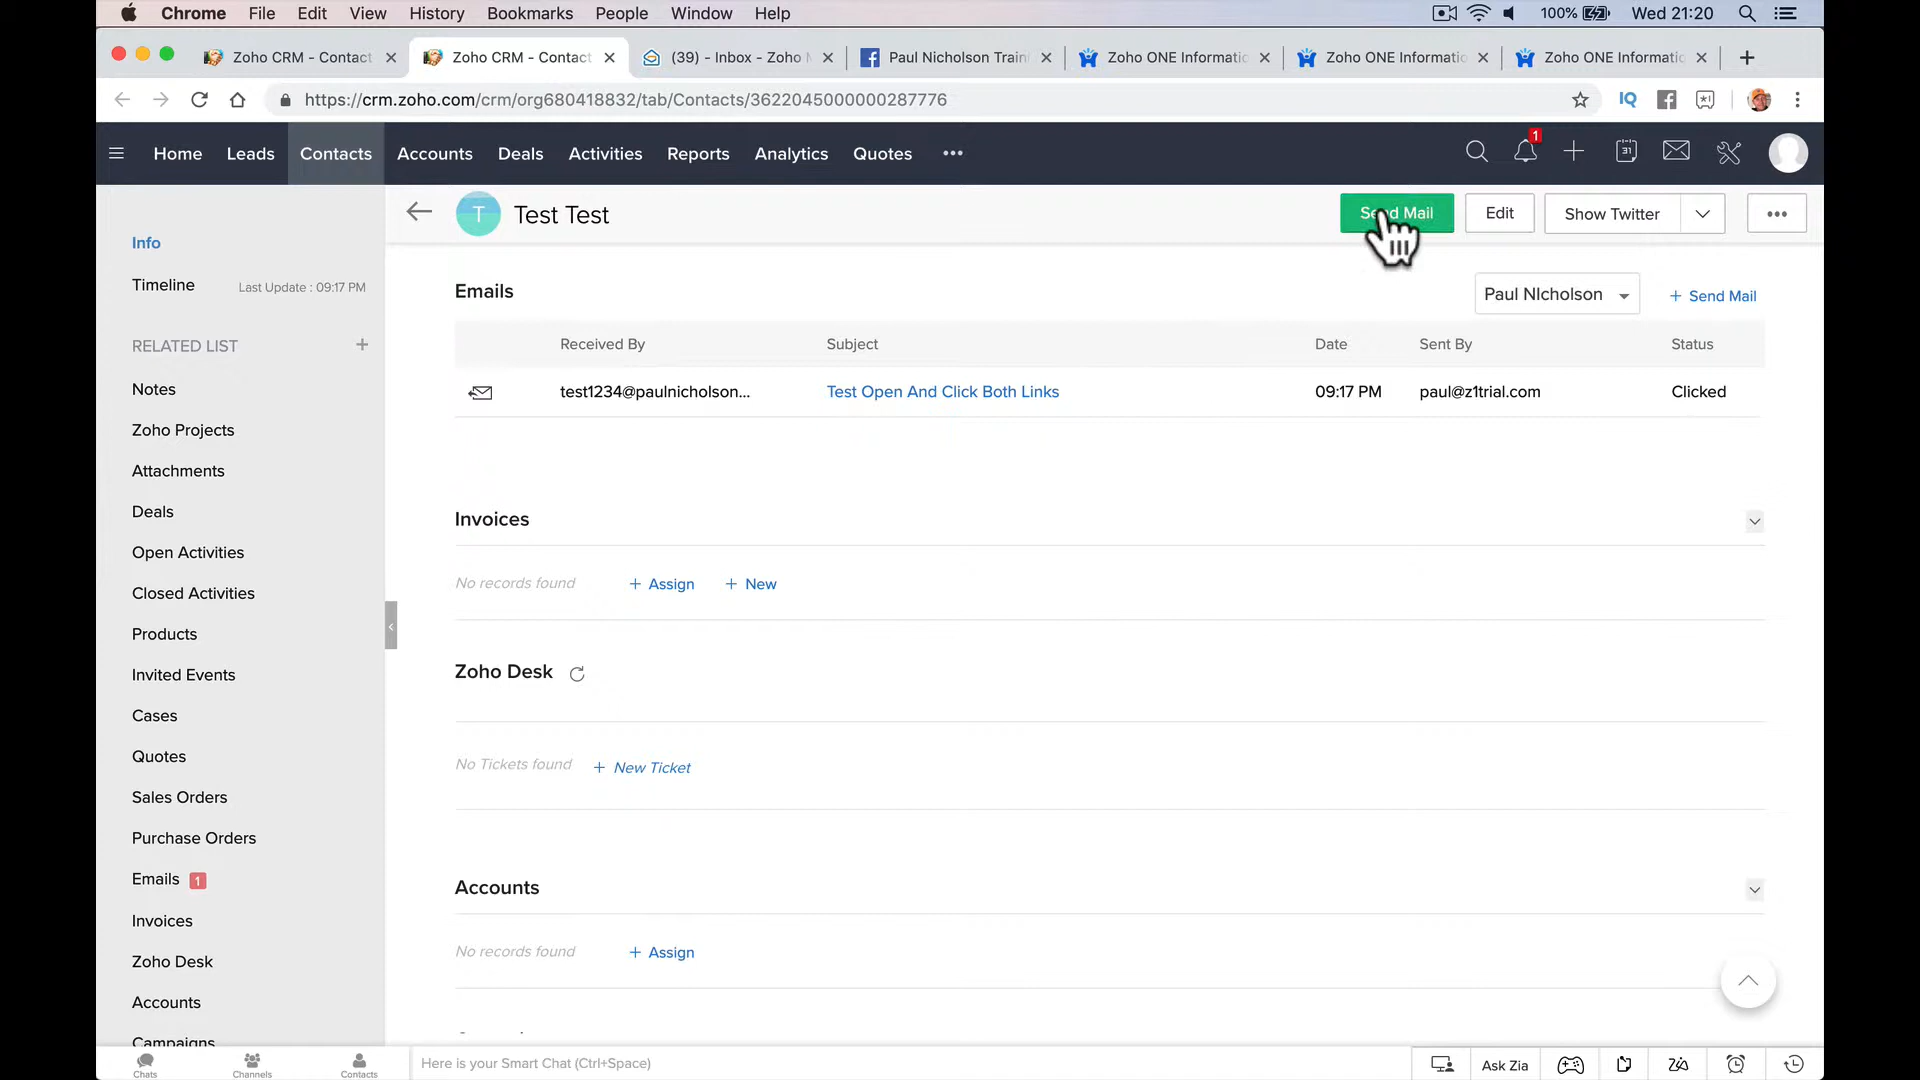 Chrome File Edit View History Bookmarks People Window Help 100% Wed 21:20
Zoho CRM - Contact Zoho CRM - Contact (39) - Inbox - Zoho M Paul Nicholson Train Zoho ONE Informatio Zoho ONE Informatio Zoho ONE Informatio
https://crm.zoho.com/crm/org680418832/tab/Contacts/3622045000000287776 IQ
Home Leads Contacts Accounts Deals Activities Reports Analytics Quotes ••• 31 1
T Test Test Send Mail Edit Show Twitter •••
Info
Timeline Last Update : 09:17 PM
RELATED LIST +
Notes
Zoho Projects
Attachments
Deals
Open Activities
Closed Activities
Products
Invited Events
Cases
Quotes
Sales Orders
Purchase Orders
Emails 1
Invoices
Zoho Desk
Accounts
Campaigns
Emails Paul NIcholson + Send Mail
Received By Subject Date Sent By Status
test1234@paulnicholson... Test Open And Click Both Links 09:17 PM paul@z1trial.com Clicked
Invoices
No records found + Assign + New
Zoho Desk
No Tickets found + New Ticket
Accounts
No records found + Assign
Chats Channels Contacts Here is your Smart Chat (Ctrl+Space) Ask Zia